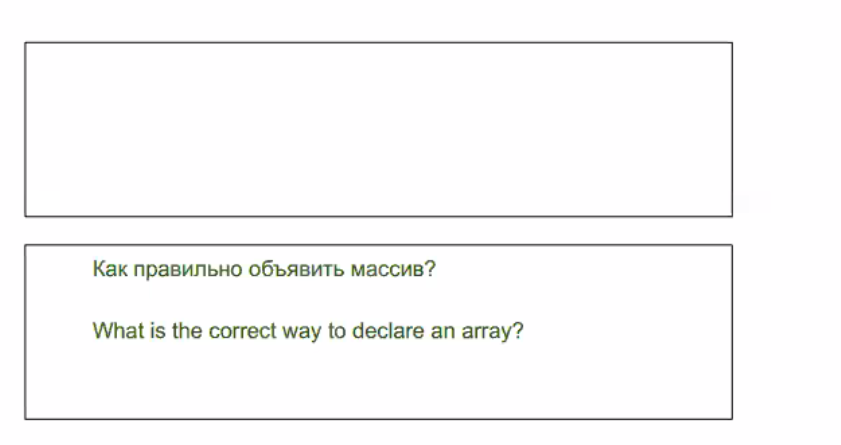 Как правильно объявить массив?
What is the correct way to declare an array?